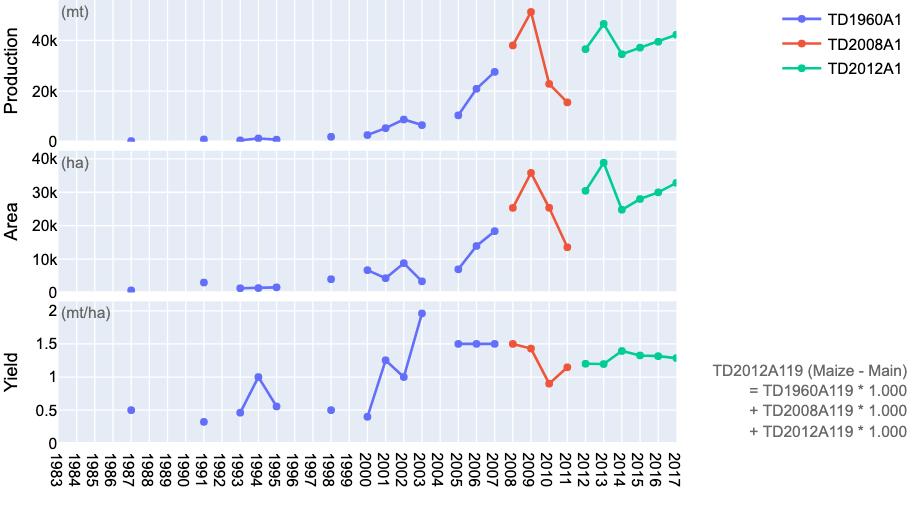 (mt)
Production
40k
20k
0
TD1960A1
TD2008A1
TD2012A1
(ha)
Area
40k
30k
20k
10k
0
(mt/ha)
Yield
2
1.5
1
0.5
0
1983
1984
1985
1986
1987
1988
1989
1990
1991
1992
1993
1994
1995
1996
1997
1998
1999
2000
2001
2002
2003
2004
2005
2006
2007
2008
2009
2010
2011
2012
2013
2014
2015
2016
2017
TD2012A119 (Maize - Main)
= TD1960A119 * 1.000
+ TD2008A119 * 1.000
+ TD2012A119 * 1.000